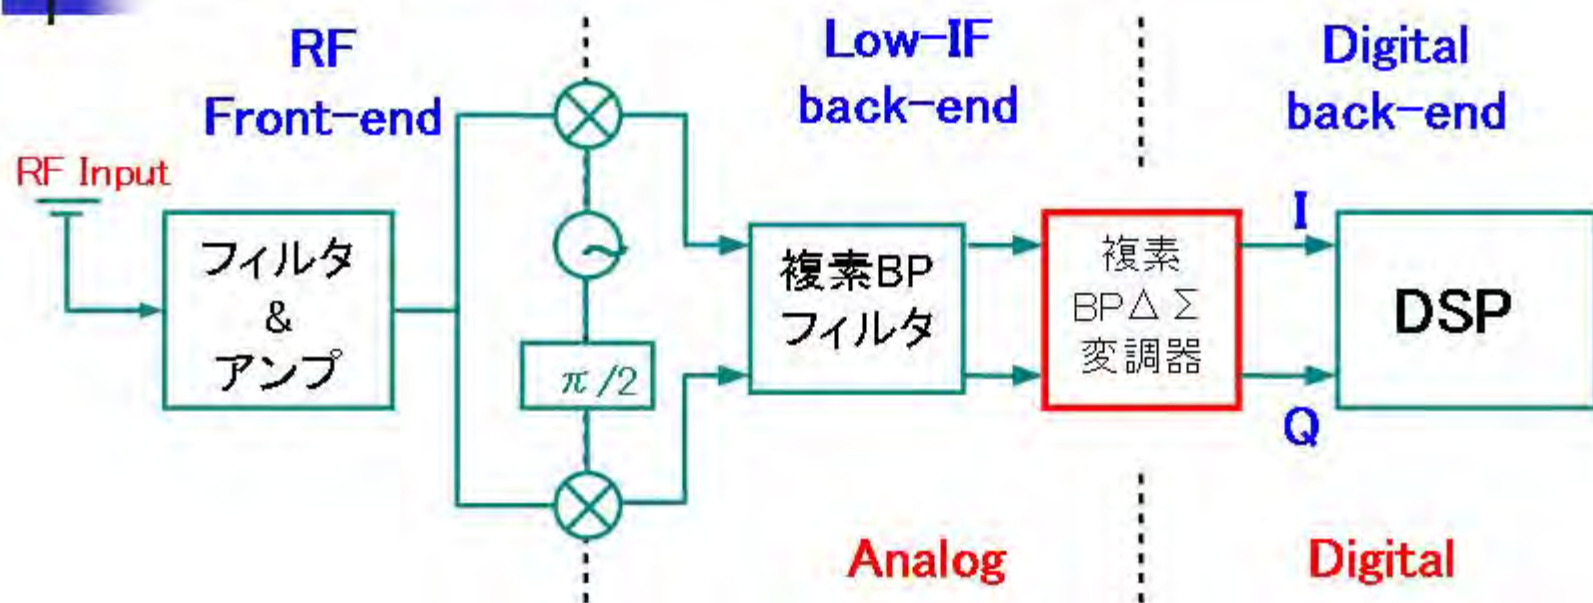 RF
Front-end
Low-IF
back-end
Digital
back-end
RF Input
フィルタ
&
アンプ
π/2
複素BP
フィルタ
複素
BPΔΣ
変調器
I
Q
DSP
Analog
Digital